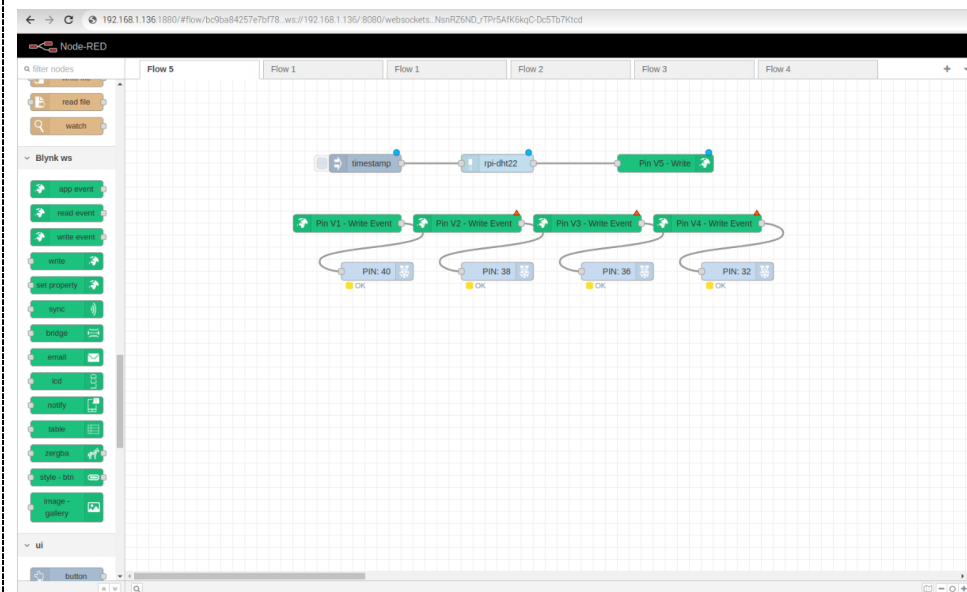 192.168.1.136:1880/#flow/bc9ba84257e7bf78..ws://192.168.1.136/:8080/websockets..NsnRZ6ND_rTPr5AfK6kqC-Dc5Tb7Ktcd
Node-RED
filter nodes
Flow 5 Flow 1 Flow 1 Flow 2 Flow 3 Flow 4
read file
watch
Blynk ws
app event
read event
write event
write
set property
sync
bridge
email
lcd
notify
table
zergba
style - btn
image -
gallery
ui
button
timestamp rpi-dht22 Pin V5 - Write
Pin V1 - Write Event Pin V2 - Write Event Pin V3 - Write Event Pin V4 - Write Event
PIN: 40 PIN: 38 PIN: 36 PIN: 32
OK OK OK OK